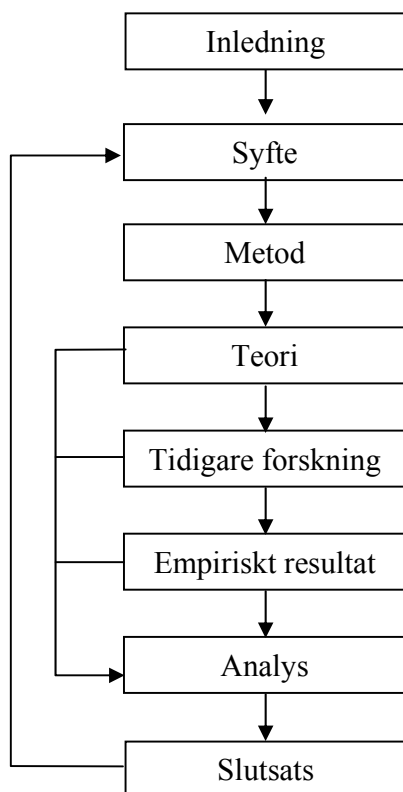 Inledning
Syfte
Metod
Teori
Tidigare forskning
Empiriskt resultat
Analys
Slutsats